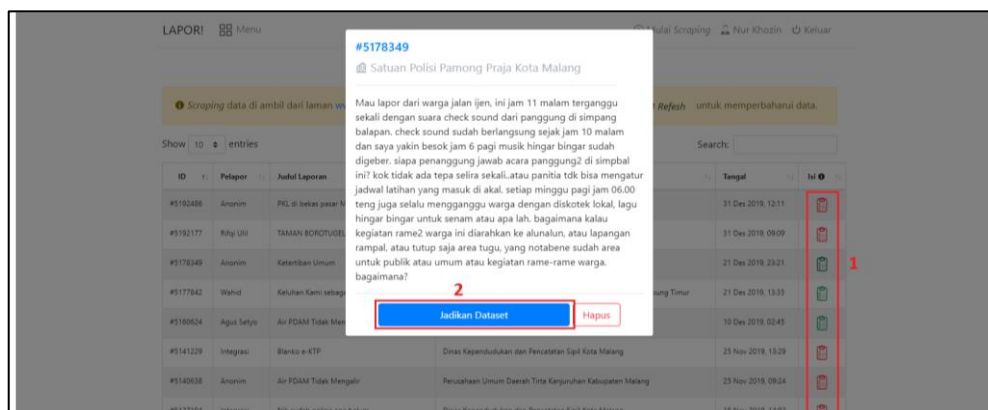 LAPOR! Menu Mulai Scraping Nur Khozin Keluar
#5178349
Satuan Polisi Pamong Praja Kota Malang
Scraping data di ambil dari laman Refresh untuk memperbaharui data.
Mau lapor dari warga jalan ijen, ini jam 11 malam terganggu
sekali dengan suara check sound dari panggung di simpang
balapan. check sound sudah berlangsung sejak jam 10 malam
dan saya yakin besok jam 6 pagi musik hingar bingar sudah
digeber. siapa penanggung jawab acara panggung2 di simpbal
ini? kok tidak ada tepa selira sekali..atau panitia tdk bisa mengatur
jadwal latihan yang masuk di akal. setiap minggu pagi jam 06.00
teng juga selalu mengganggu warga dengan diskotek lokal, lagu
hingar bingar untuk senam atau apa lah. bagaimana kalau
kegiatan rame2 warga ini diarahkan ke alunalun, atau lapangan
rampal, atau tutup saja area tugu, yang notabene sudah area
untuk publik atau umum atau kegiatan rame-rame warga.
bagaimana?
2
Jadikan Dataset Hapus
Show 10 entries Search:
ID Pelapor Judul Laporan Tangal Isi
#5192486 Anonim PKL di bekas pasar 31 Des 2019, 12:11
#5192177 TAMAN 31 Des 2019, 09:09
#5178349 Anonim Ketertiban Umum 21 Des 2019, 23:21
1
#5177842 Wahid Keluhan Kami Timur 21 Des 2019, 13:33
#5160624 Agus Setyo Air PDAM Tidak 10 Des 2019, 02:45
#5141229 Integrasi Blanko e-KTP Dinas Kependudukan dan Pencatatan Sipil Kota Malang 25 Nov 2019, 13:29
#5140638 Anonim Air PDAM Tidak Mengalir Perusahaan Umum Daerah Tirta Kanjuruhan Kabupaten Malang 25 Nov 2019, 09:24